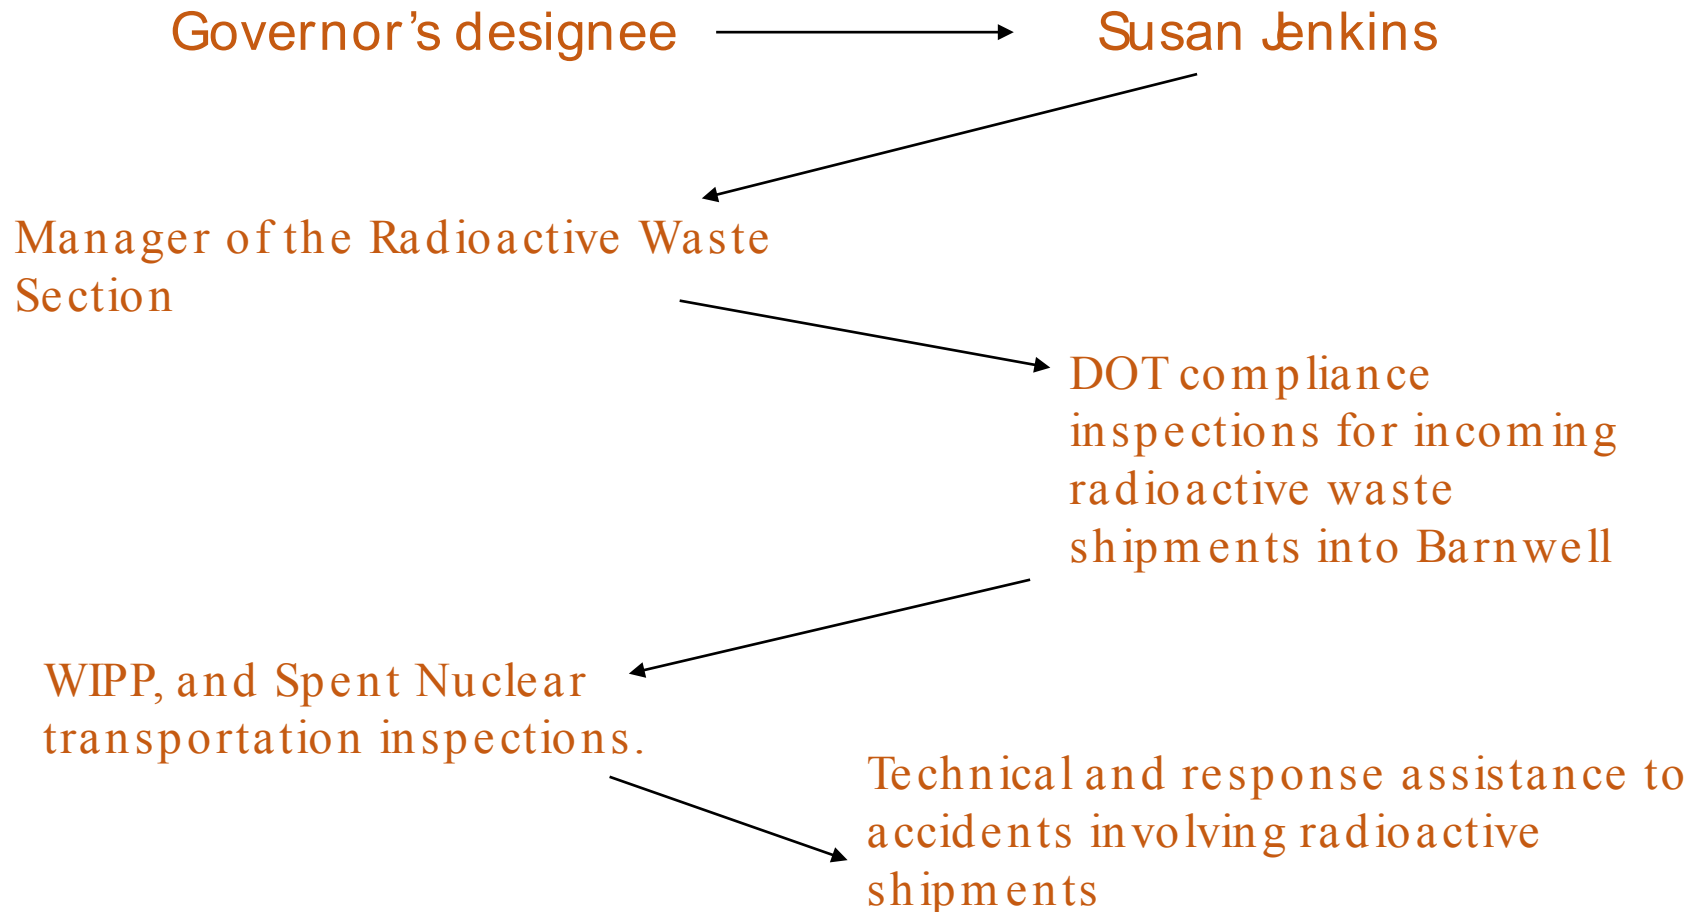 Governor’s designee
Susan Jenkins
Manager of the Radioactive Waste
Section
DOT compliance
inspections for incoming
radioactive waste
shipments into Barnwell
WIPP, and Spent Nuclear
transportation inspections.
Technical and response assistance to
accidents involving radioactive
shipments